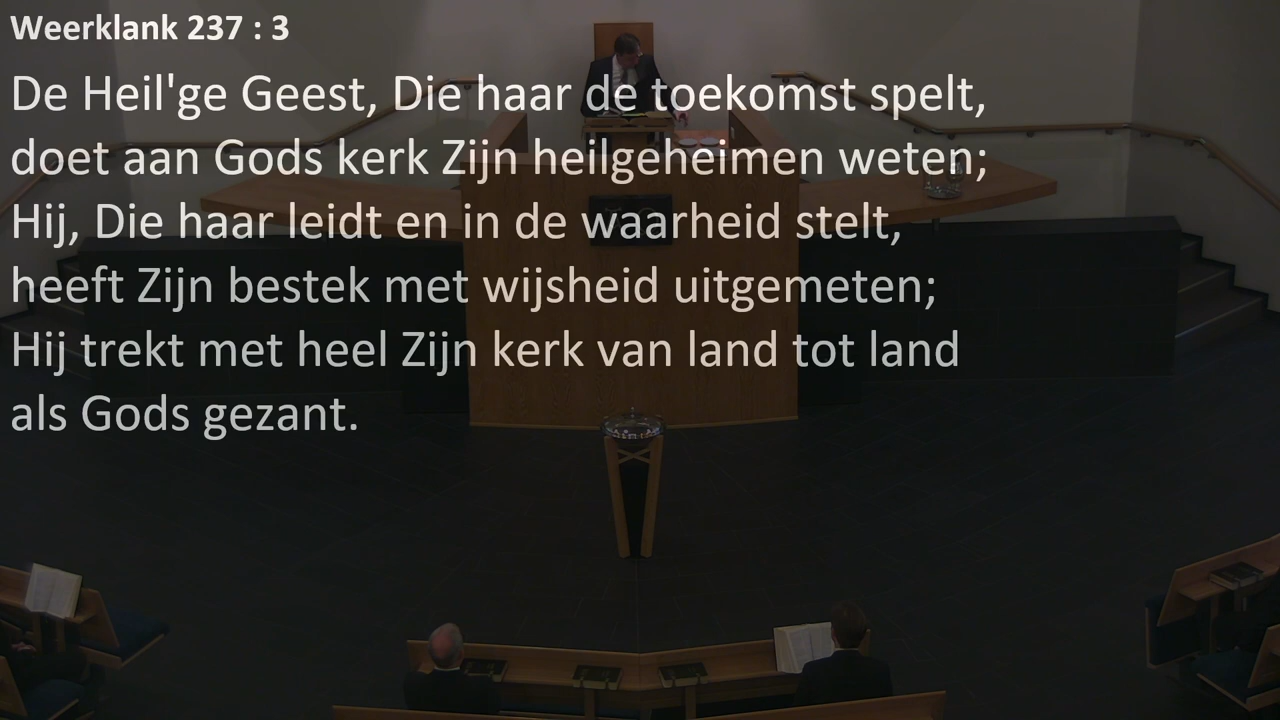 Weerklank 237 : 3
De Heil'ge Geest, Die haar de toekomst spelt,
doet aan Gods kerk Zijn heilgeheimen weten;
Hij, Die haar leidt en in de waarheid stelt,
heeft Zijn bestek met wijsheid uitgemeten;
Hij trekt met heel Zijn kerk van land tot land
als Gods gezant.